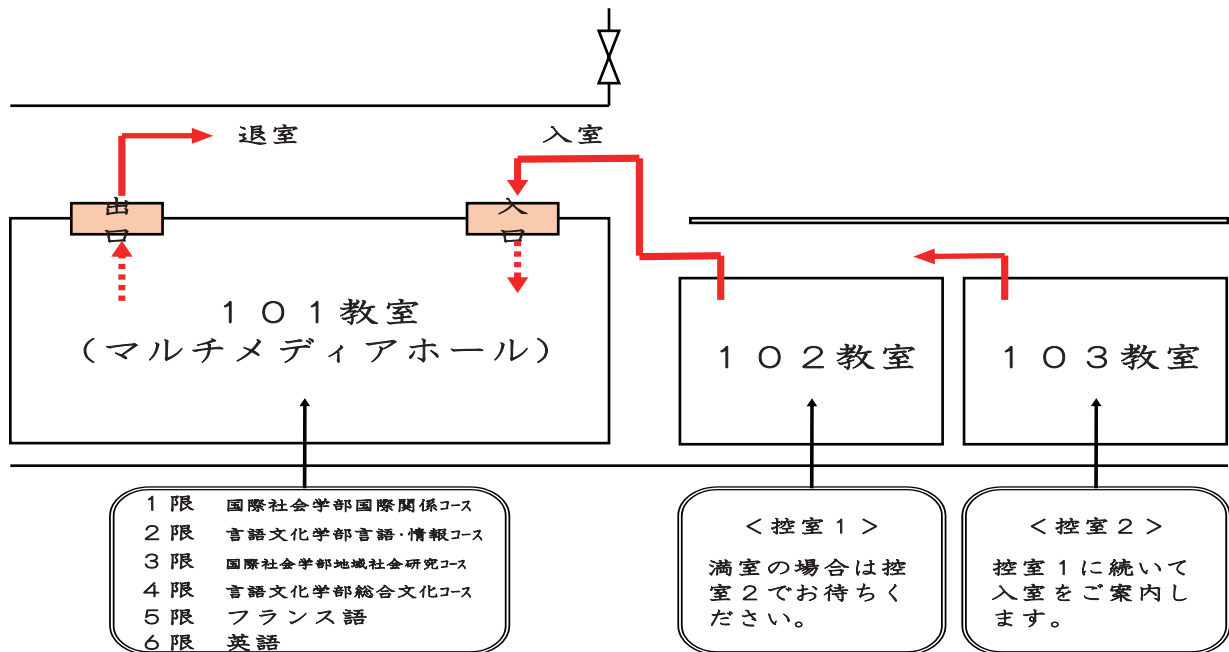 退室
入室
出口
入口
１０１教室
（マルチメディアホール）
１０２教室
１０３教室
１限 国際社会学部国際関係コース
２限 言語文化学部言語・情報コース
３限 国際社会学部地域社会研究コース
４限 言語文化学部総合文化コース
５限 フランス語
６限 英語
＜控室１＞
満室の場合は控
室２でお待ちく
ださい。
＜控室２＞
控室１に続いて
入室をご案内し
ます。